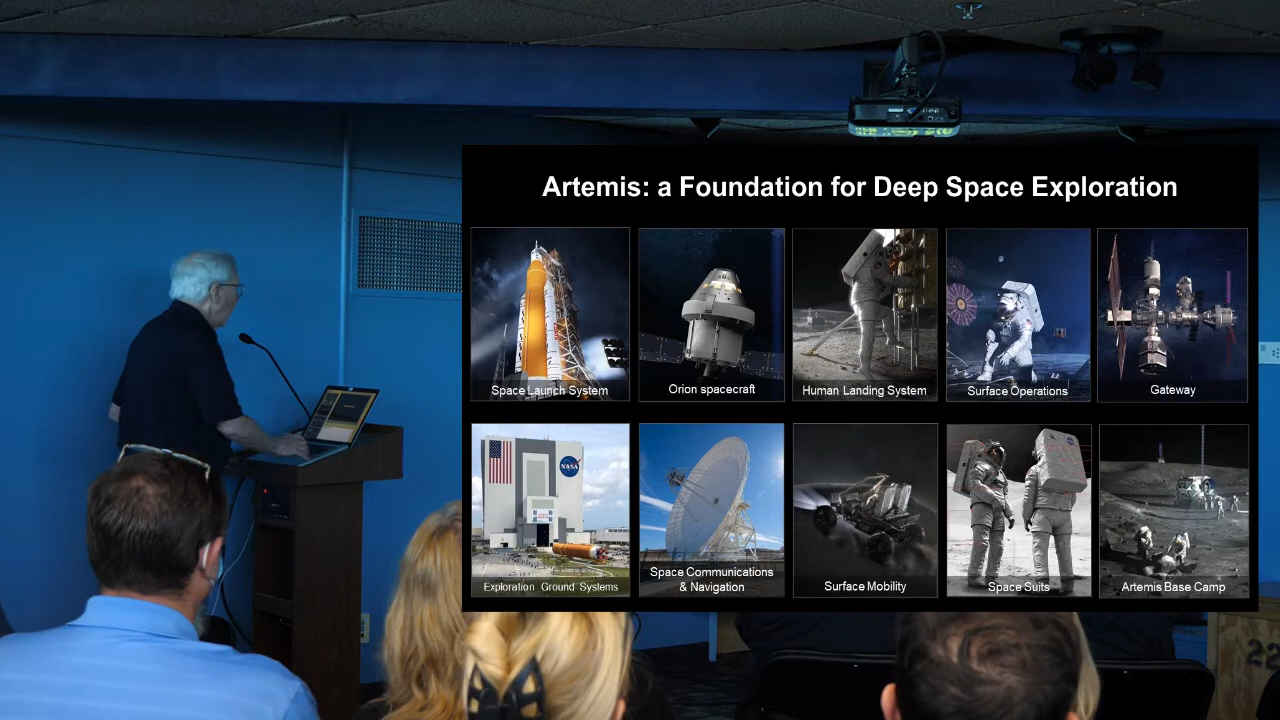 Artemis: a Foundation for Deep Space Exploration
Space Launch System
Orion spacecraft
Human Landing System
Surface Operations
Gateway
NASA
Exploration Ground Systems
Space Communications
& Navigation
Surface Mobility
Space Suits
Artemis Base Camp
22